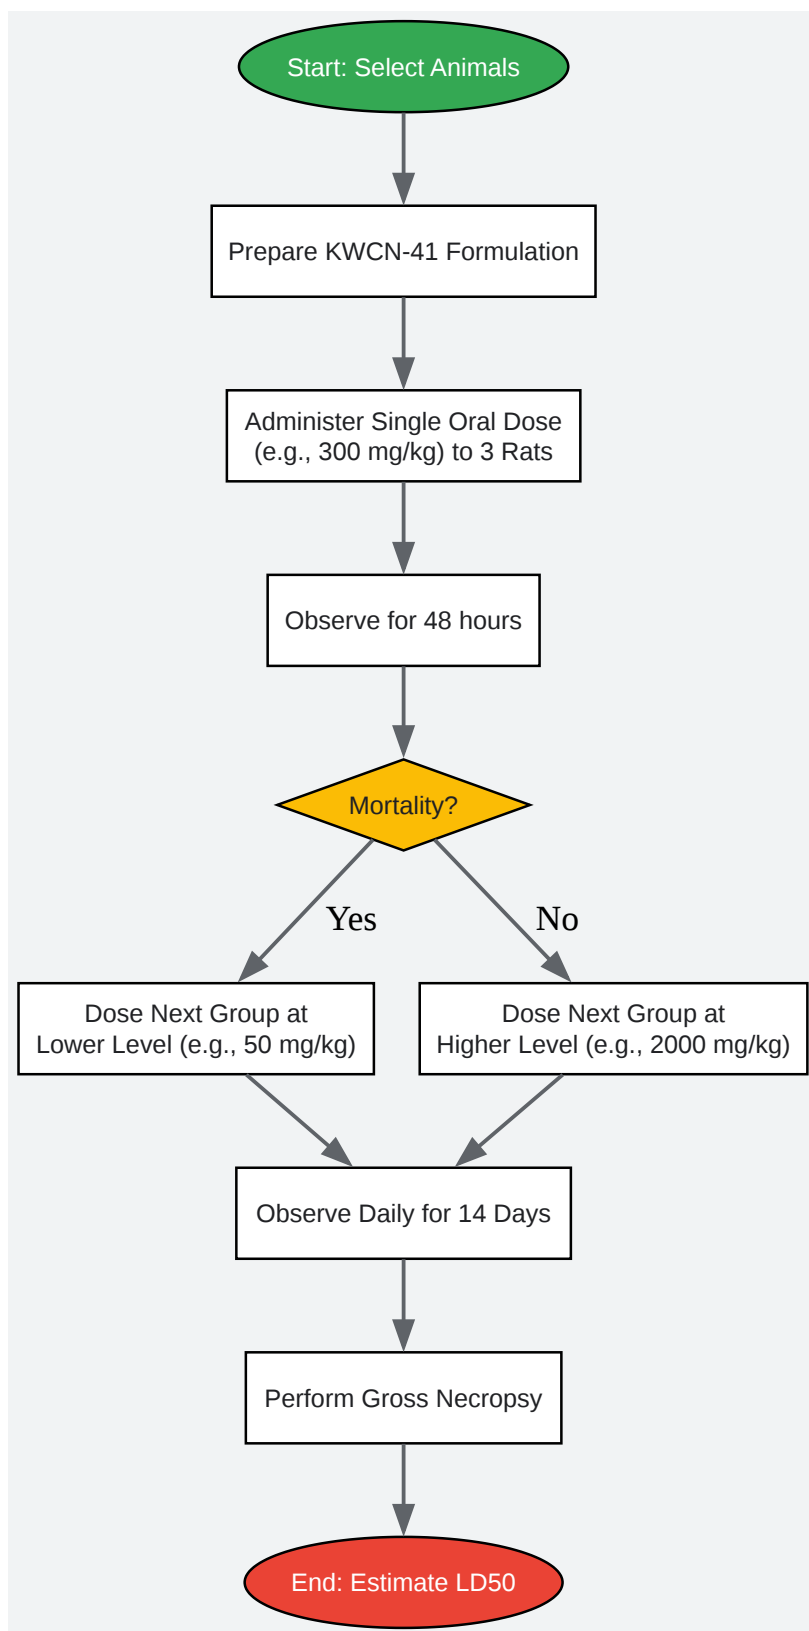 Start: Select Animals
Prepare KWCN-41 Formulation
Administer Single Oral Dose
(e.g., 300 mg/kg) to 3 Rats
Observe for 48 hours
Mortality?
Yes
No
Dose Next Group at
Lower Level (e.g., 50 mg/kg)
Dose Next Group at
Higher Level (e.g., 2000 mg/kg)
Observe Daily for 14 Days
Perform Gross Necropsy
End: Estimate LD50